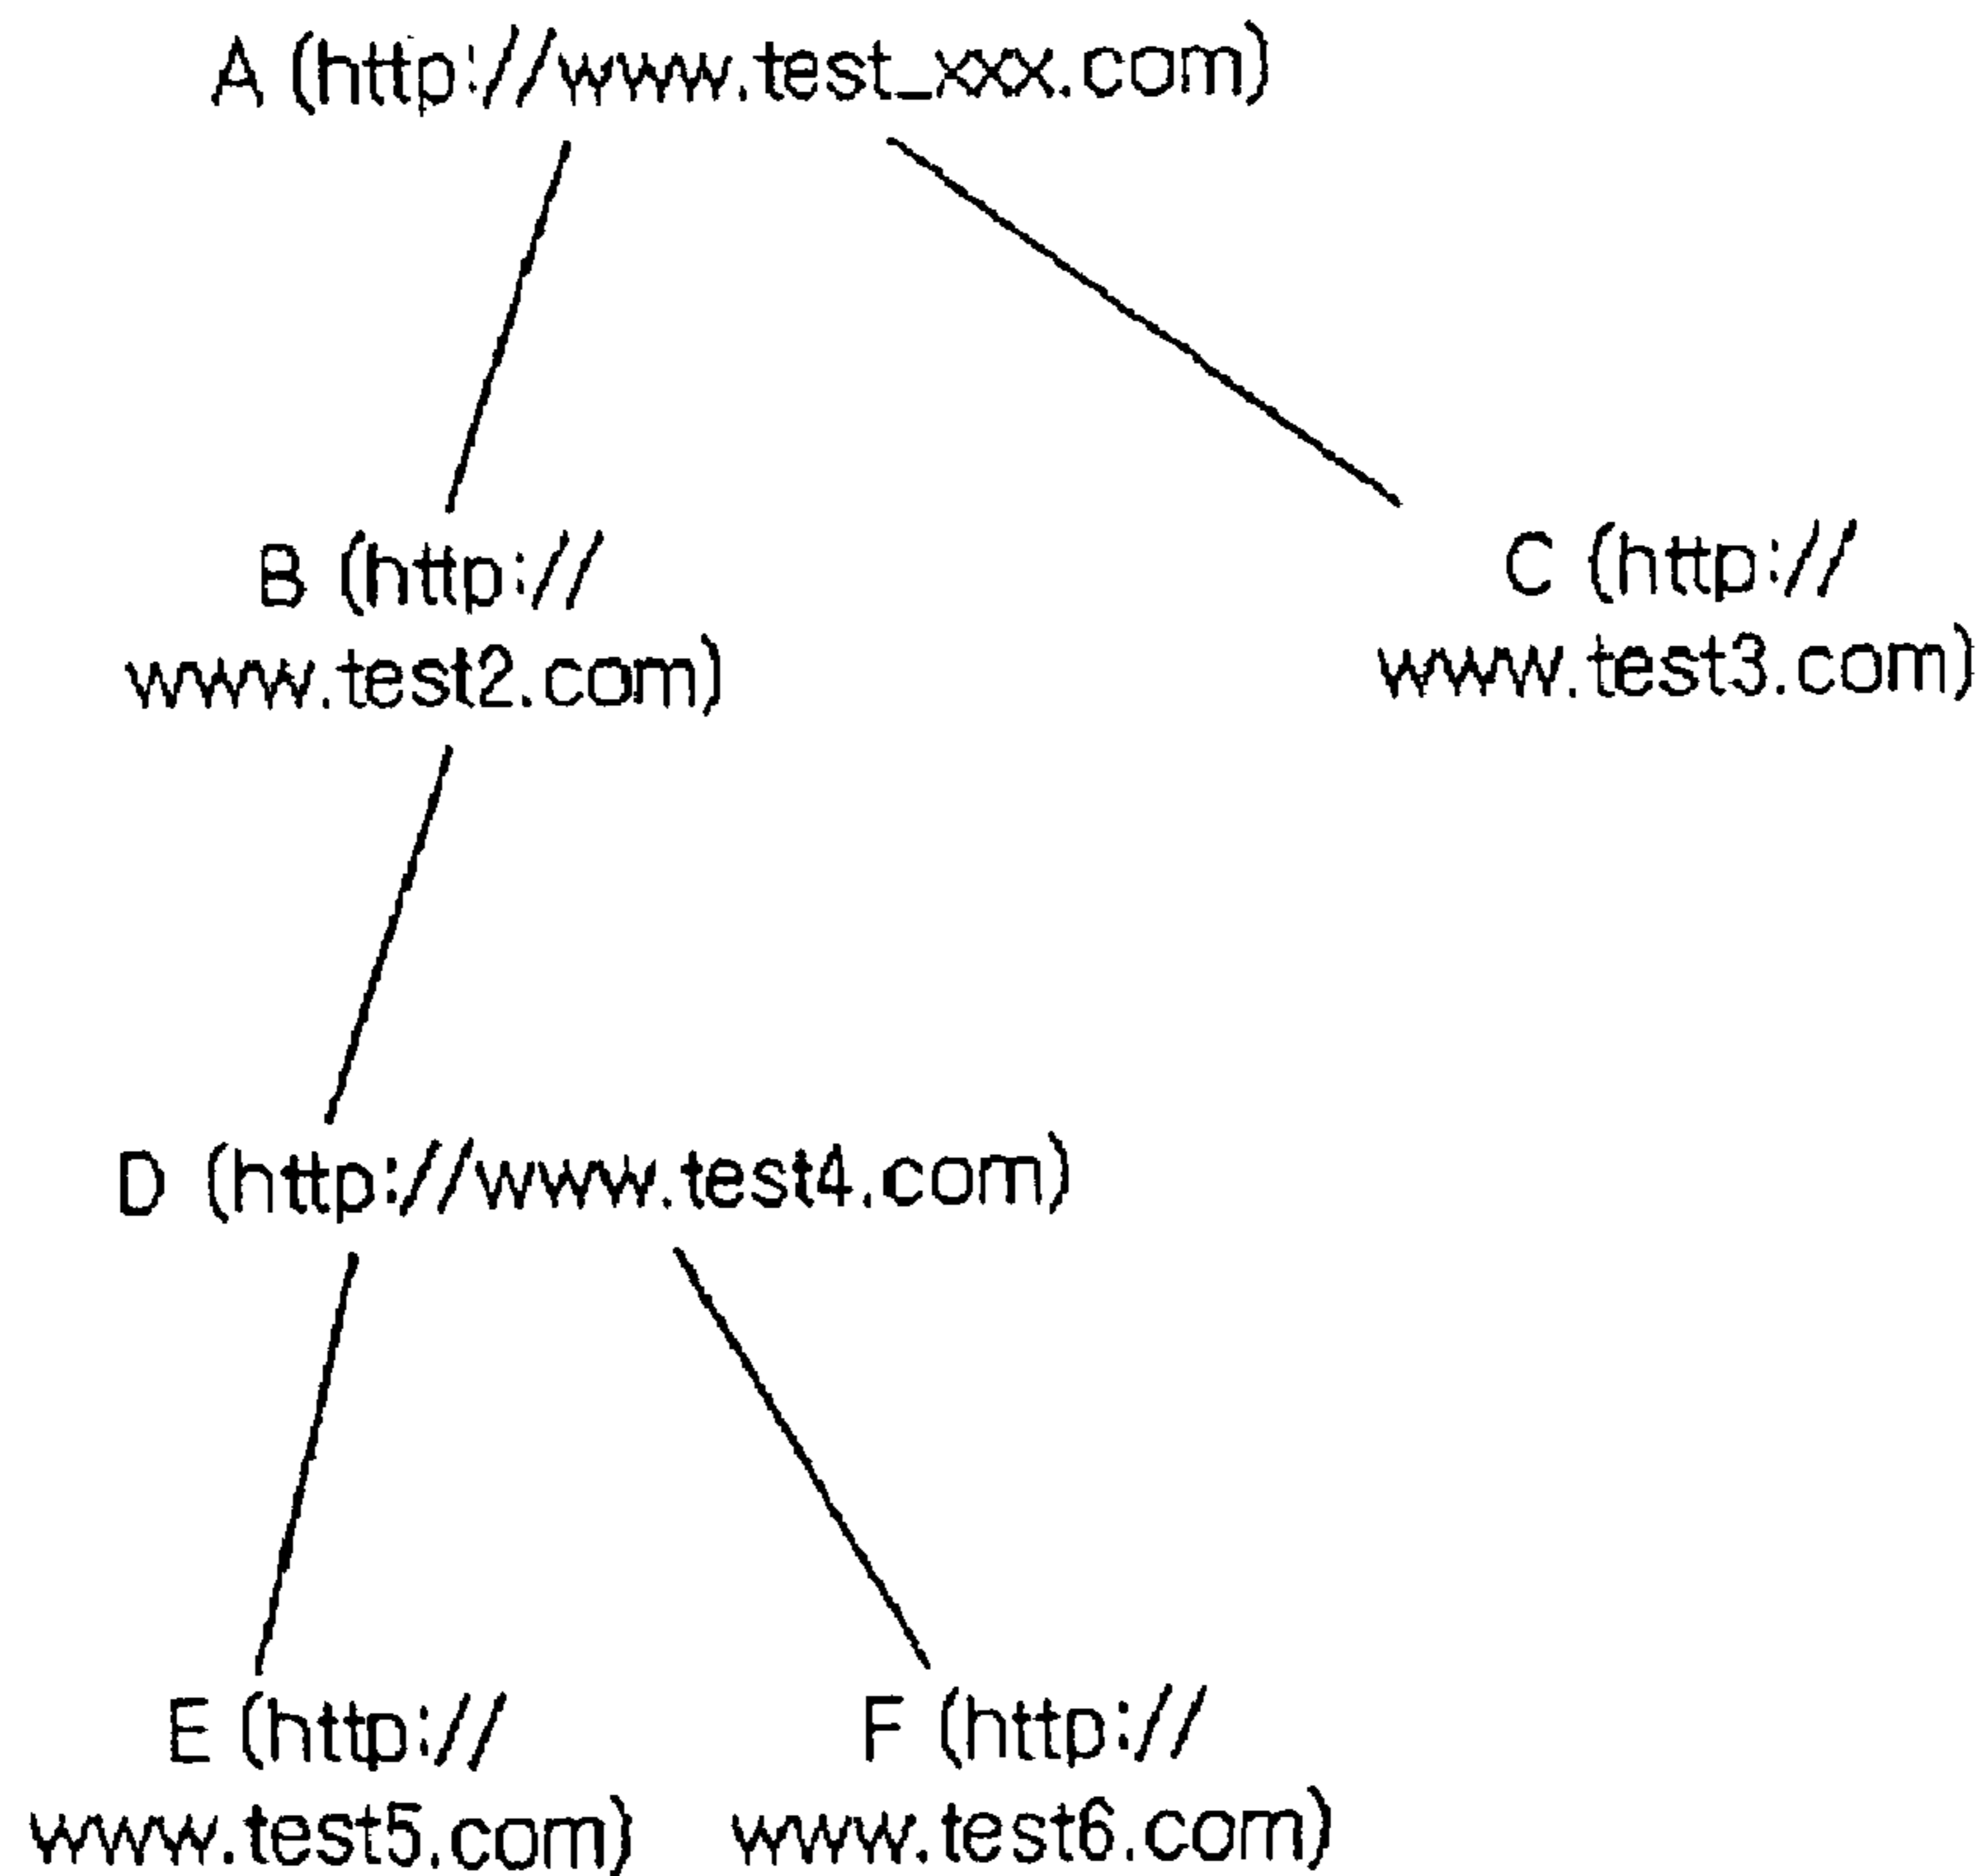 A (http://www.test_xxx.com)
B (http://
www.test2.com)
C (http://
www.test3.com)
D (http://www.test4.com)
E (http://
www.test5.com)
F (http://
www.test6.com)